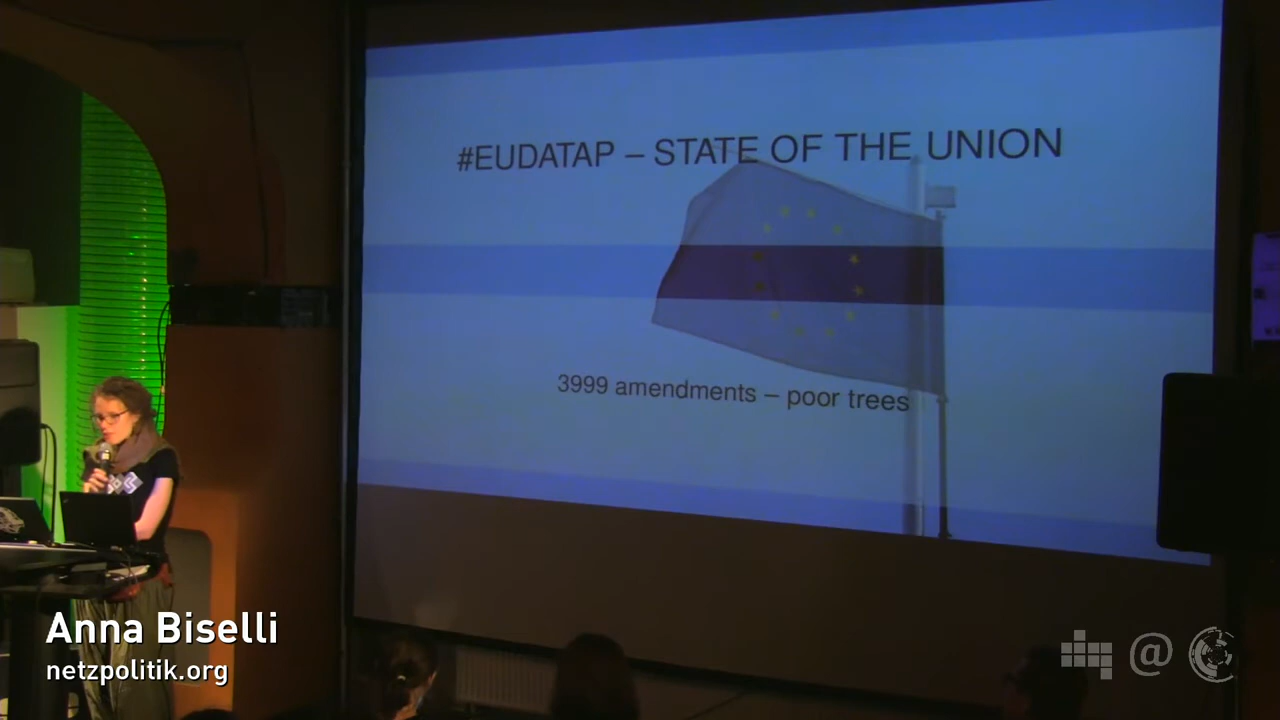 #EUDATAP – STATE OF THE UNION
3999 amendments – poor trees
Anna Biselli
netzpolitik.org
@